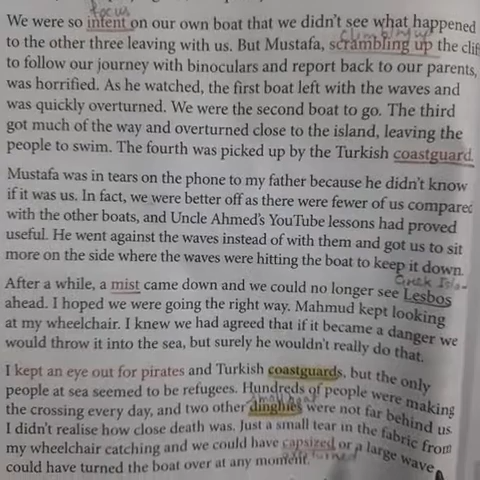 focus
We were so intent on our own boat that we didn't see what happened
climbing up
to the other three leaving with us. But Mustafa, scrambling up the clif
to follow our journey with binoculars and report back to our parents,
was horrified. As he watched, the first boat left with the waves and
was quickly overturned. We were the second boat to go. The third
got much of the way and overturned close to the island, leaving the
people to swim. The fourth was picked up by the Turkish coastguard.
Mustafa was in tears on the phone to my father because he didn't know
if it was us. In fact, we were better off as there were fewer of us compared
with the other boats, and Uncle Ahmed's YouTube lessons had proved
useful. He went against the waves instead of with them and got us to sit
more on the side where the waves were hitting the boat to keep it down.
Greek
After a while, a mist came down and we could no longer see Lesbos
ahead. I hoped we were going the right way. Mahmud kept looking
at my wheelchair. I knew we had agreed that if it became a danger we
would throw it into the sea, but surely he wouldn't really do that.
I kept an eye out for pirates and Turkish coastguards, but the only
people at sea seemed to be refugees. Hundreds of people were making
small boat
the crossing every day, and two other dinghies were not far behind us.
I didn't realise how close death was. Just a small tear in the fabric from
my wheelchair catching and we could have capsized or a large wave
overturned
could have turned the boat over at any moment.